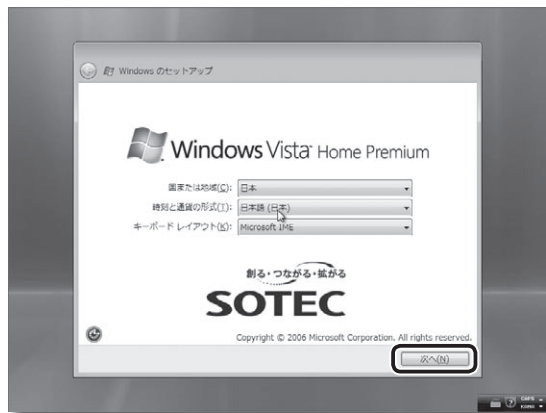 Windows のセットアップ
Windows Vista™ Home Premium
国または地域(C): 日本
時刻と通貨の形式(T): 日本語 (日本)
キーボード レイアウト(K): Microsoft IME
創る・つながる・拡がる
SOTEC
Copyright © 2006 Microsoft Corporation. All rights reserved.
次へ(N)
CAPS
KANA